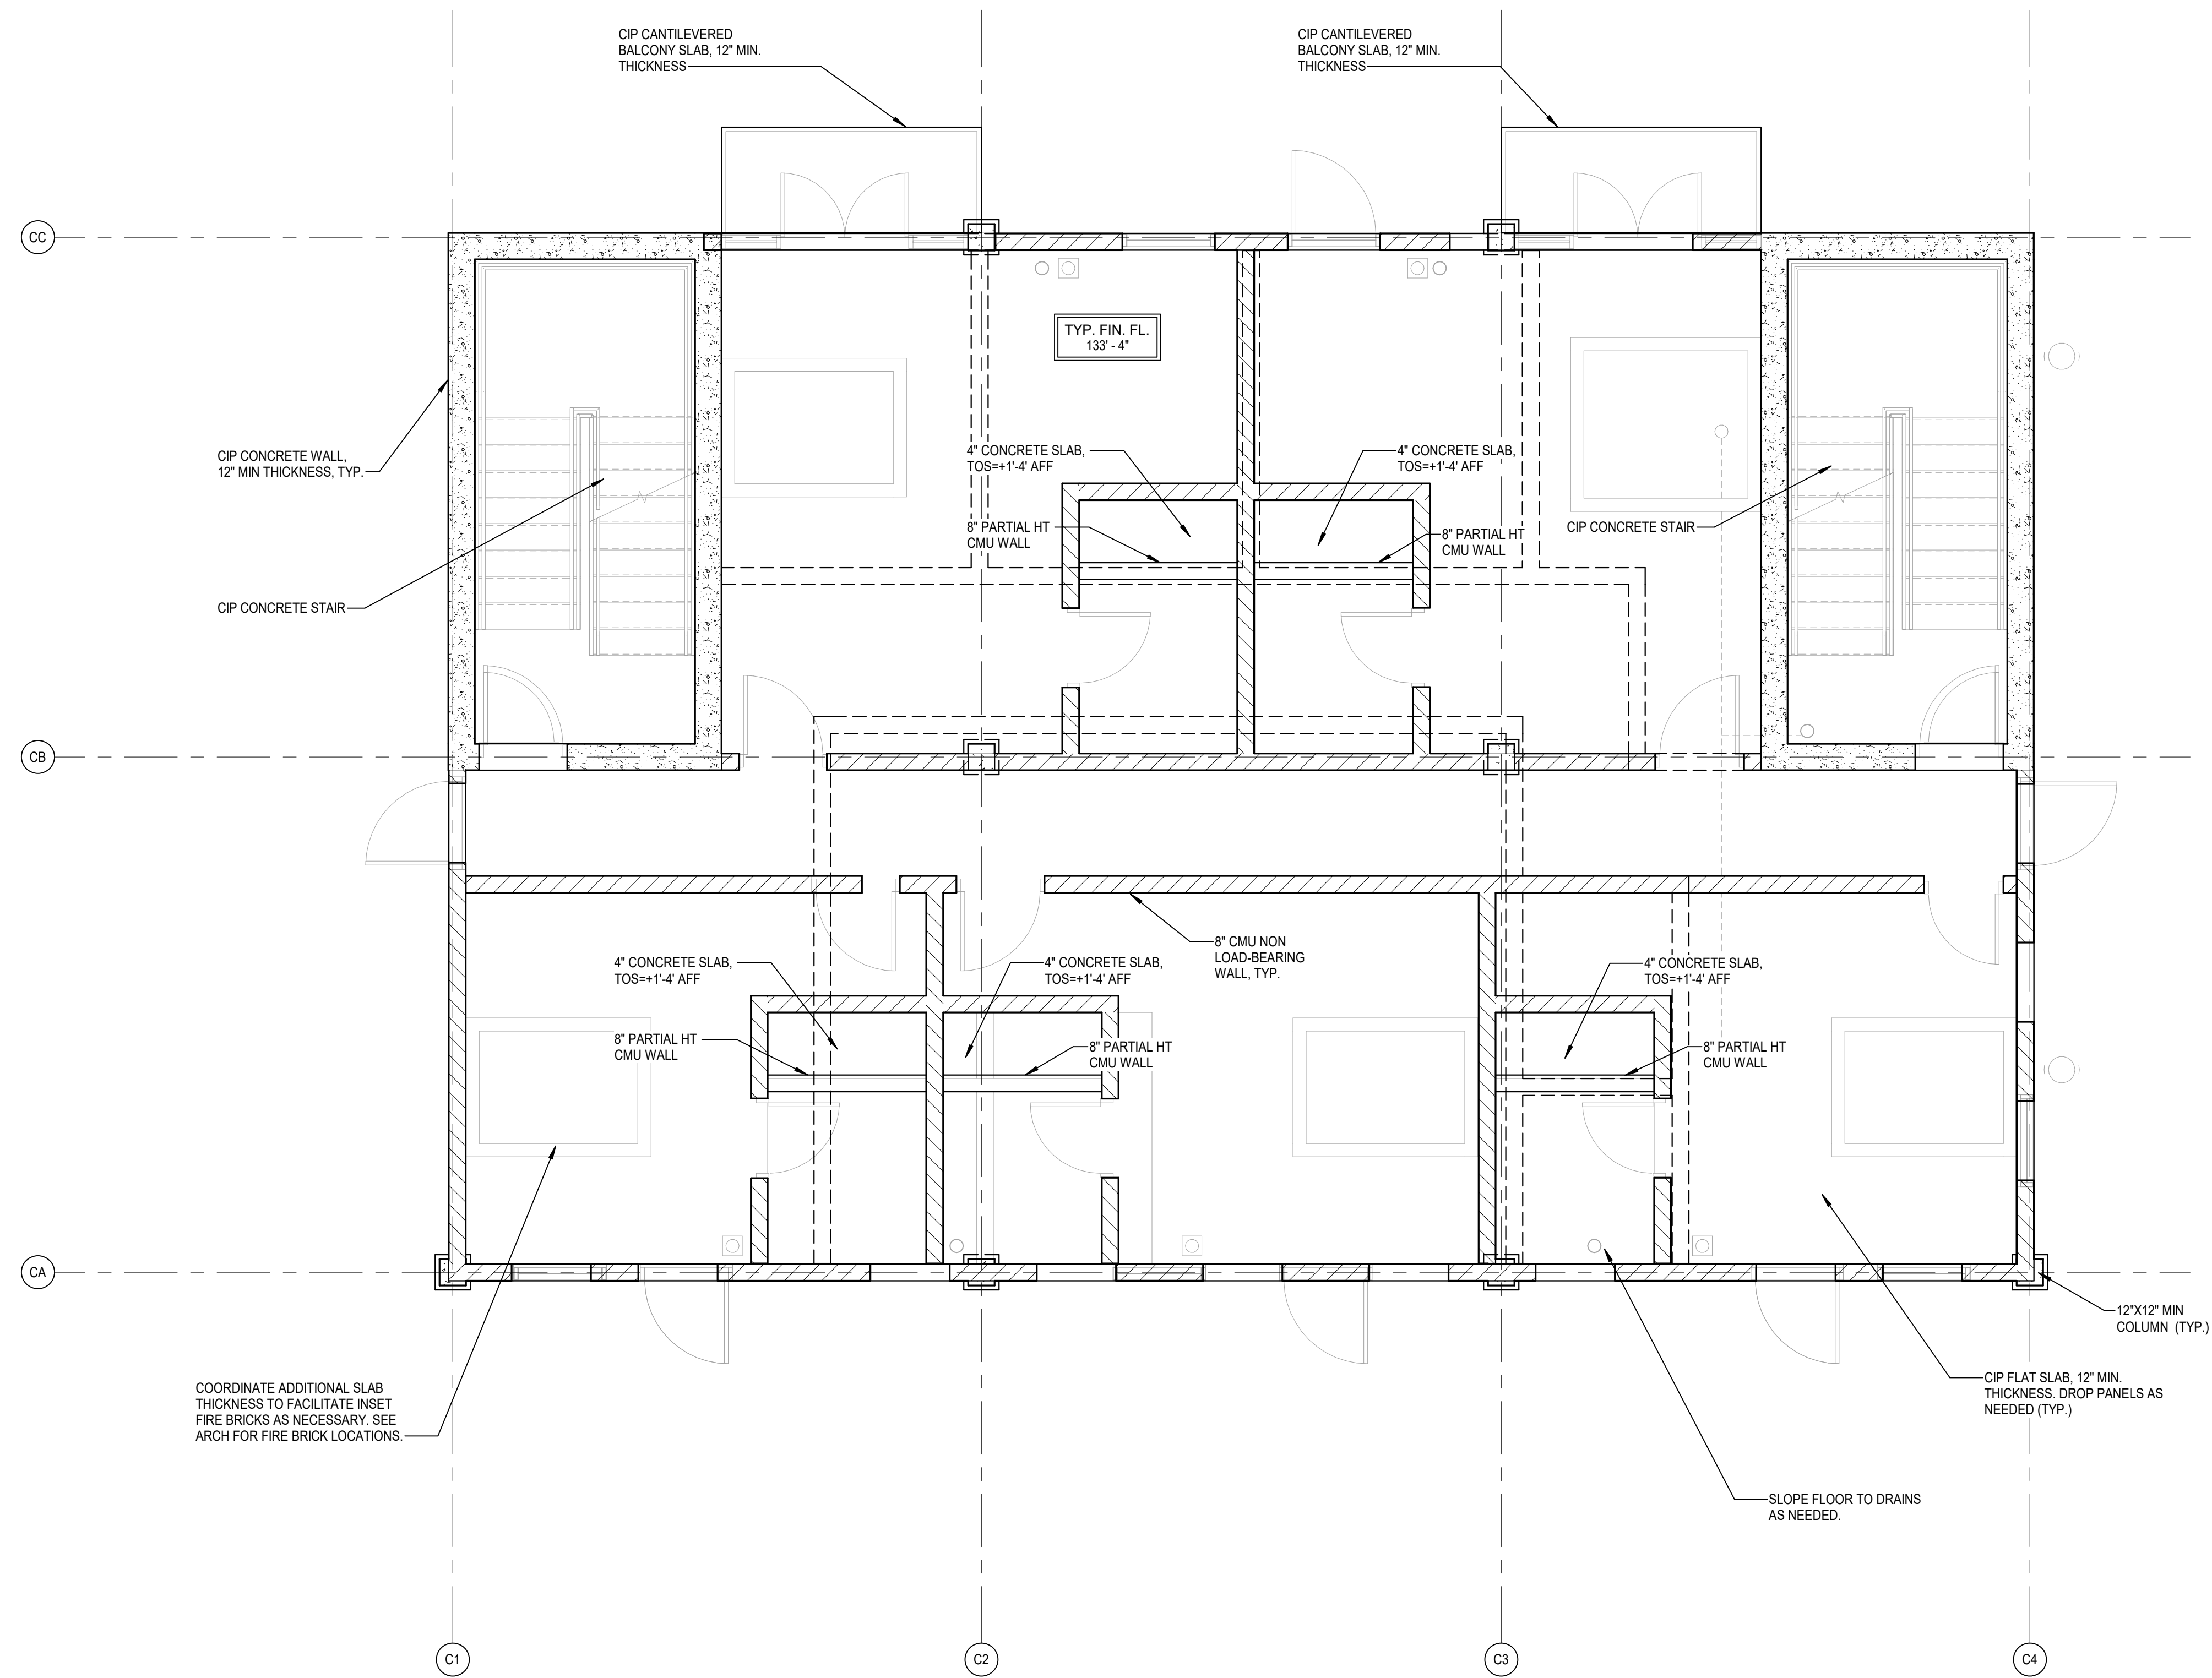 CIP CANTILEVERED
BALCONY SLAB, 12" MIN.
THICKNESS
CIP CANTILEVERED
BALCONY SLAB, 12" MIN.
THICKNESS
CC
TYP. FIN. FL.
133' - 4"
CIP CONCRETE WALL,
12" MIN THICKNESS, TYP.
4" CONCRETE SLAB,
TOS=+1'-4' AFF
4" CONCRETE SLAB,
TOS=+1'-4' AFF
8" PARTIAL HT
CMU WALL
8" PARTIAL HT
CMU WALL
CIP CONCRETE STAIR
CIP CONCRETE STAIR
CB
8" CMU NON
LOAD-BEARING
WALL, TYP.
4" CONCRETE SLAB,
TOS=+1'-4' AFF
4" CONCRETE SLAB,
TOS=+1'-4' AFF
4" CONCRETE SLAB,
TOS=+1'-4' AFF
8" PARTIAL HT
CMU WALL
8" PARTIAL HT
CMU WALL
8" PARTIAL HT
CMU WALL
CA
12"X12" MIN
COLUMN (TYP.)
COORDINATE ADDITIONAL SLAB
THICKNESS TO FACILITATE INSET
FIRE BRICKS AS NECESSARY. SEE
ARCH FOR FIRE BRICK LOCATIONS.
CIP FLAT SLAB, 12" MIN.
THICKNESS. DROP PANELS AS
NEEDED (TYP.)
SLOPE FLOOR TO DRAINS
AS NEEDED.
C1
C2
C3
C4